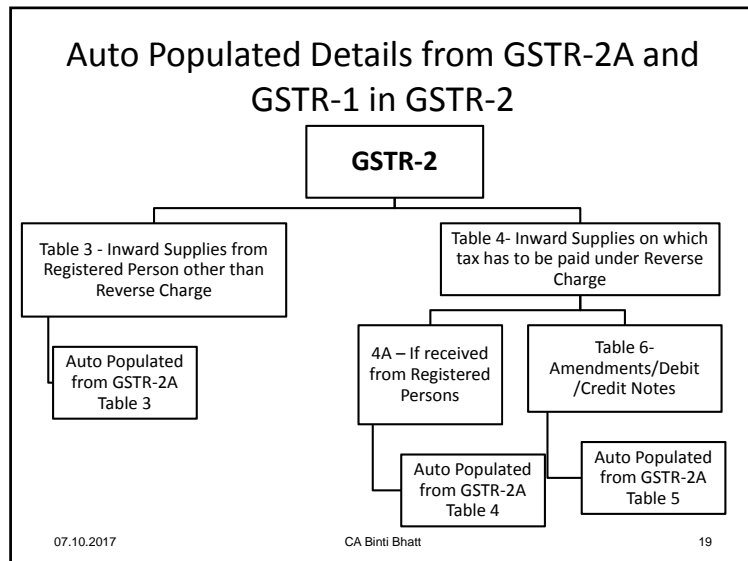 Auto Populated Details from GSTR-2A and
GSTR-1 in GSTR-2
GSTR-2
Table 3 - Inward Supplies from
Registered Person other than
Reverse Charge
Table 4- Inward Supplies on which
tax has to be paid under Reverse
Charge
Auto Populated
from GSTR-2A
Table 3
4A – If received
from Registered
Persons
Table 6-
Amendments/Debit
/Credit Notes
Auto Populated
from GSTR-2A
Table 4
Auto Populated
from GSTR-2A
Table 5
07.10.2017
CA Binti Bhatt
19